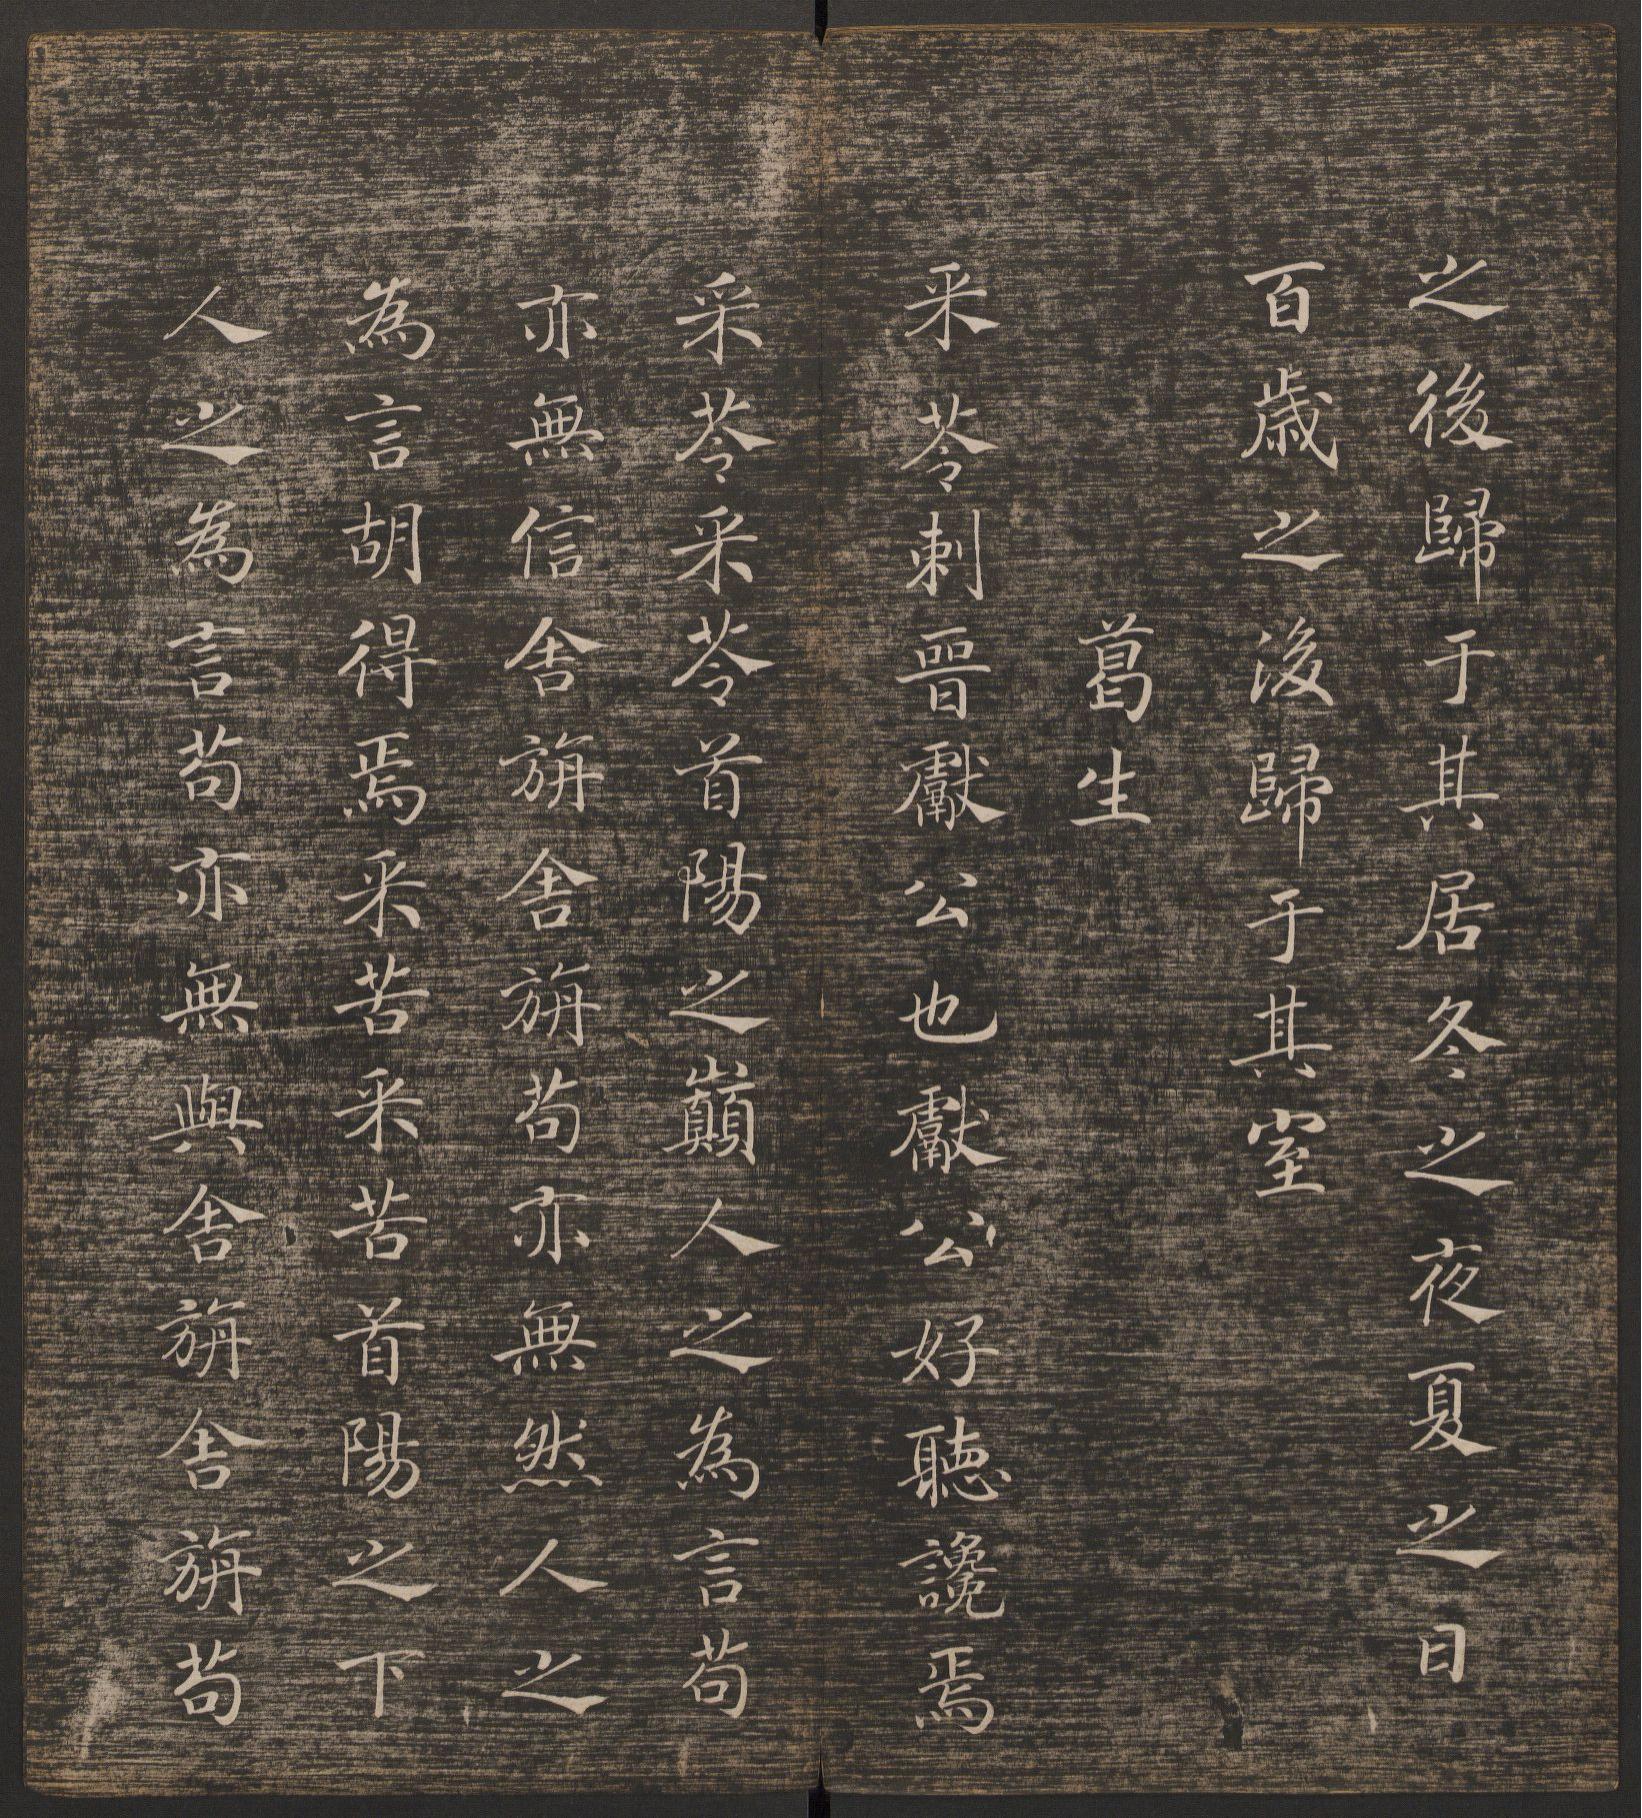 之後歸于其居冬之夜夏之日
百歲之後歸于其室
葛生
采苓刺晉獻公也獻公好聽讒焉
采苓采苓首陽之巔人之為言苟
亦無信舍旃舍旃苟亦無然人之
為言胡得焉采苦采苦首陽之下
人之為言苟亦無與舍旃舍旃苟